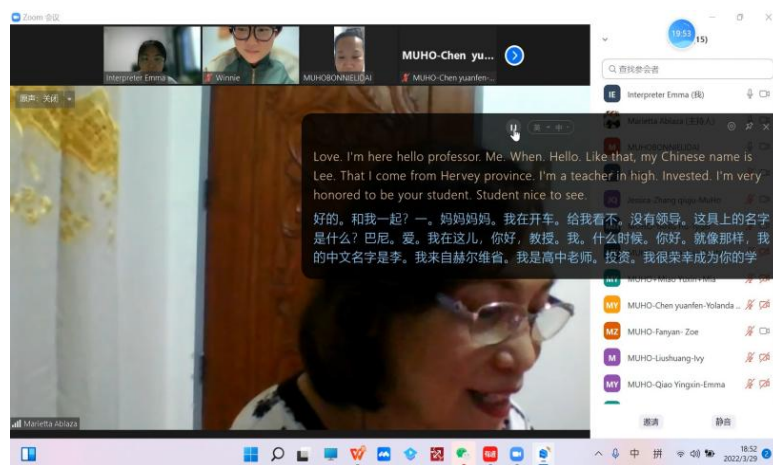 Zoom 会议
19:53
15)
Interpreter Emma
Winnie
MUHOBONNIELIDAI
MUHO-Chen yu...
MUHO-Chen yuanfen-...
查找参会者
原声: 关闭
IE Interpreter Emma (我)
Marietta Ablaza (主持人)
英 中
MUHOBONNIELIDAI
Love. I'm here hello professor. Me. When. Hello. Like that, my Chinese name is
Lee. That I come from Hervey province. I'm a teacher in high. Invested. I'm very
honored to be your student. Student nice to see.
好的。和我一起？一。妈妈妈妈。我在开车。给我看不。没有领导。这具上的名字
是什么？巴尼。爱。我在这儿，你好，教授。我。什么时候。你好。就像那样，我
的中文名字是李。我来自赫尔维省。我是高中老师。投资。我很荣幸成为你的学
MUHO+Miao Yuxin+Mia
MY MUHO-Chen yuanfen-Yolanda ..
MZ MUHO-Fanyan- Zoe
M MUHO-Liushuang-Ivy
MY MUHO-Qiao Yingxin-Emma
邀请 静音
Marietta Ablaza
中 拼
18:52
2022/3/29